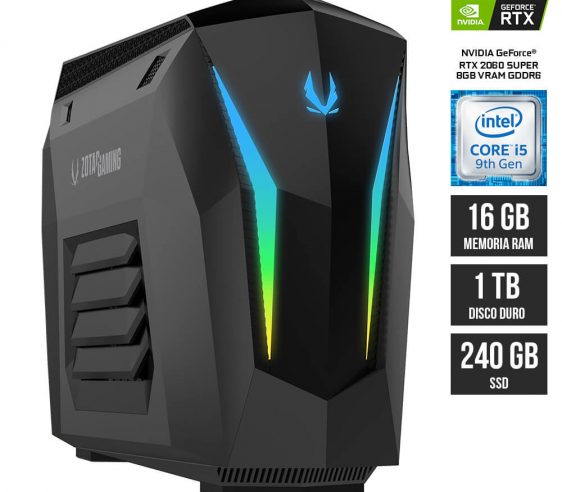 ZOTAC GAMING
NVIDIA
GEFORCE
RTX
NVIDIA GeForce®
RTX 2060 SUPER
8GB VRAM GDDR6
intel
CORE i5
9th Gen
16 GB
MEMORIA RAM
1 TB
DISCO DURO
240 GB
SSD